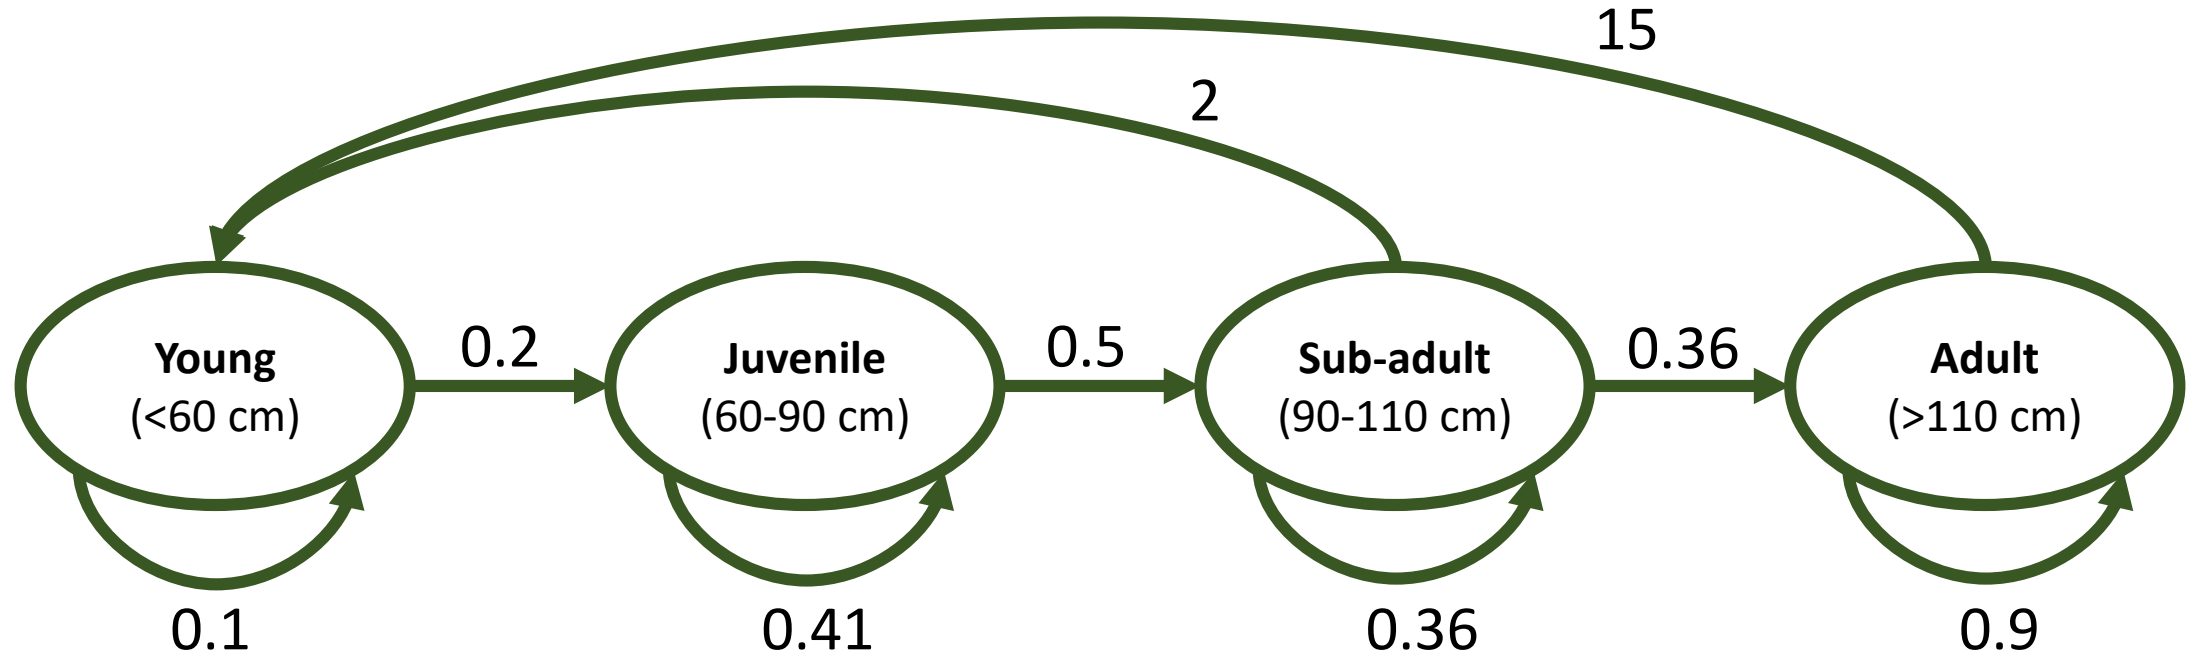 15
2
Young
(<60 cm)
0.2
Juvenile
(60-90 cm)
0.5
Sub-adult
(90-110 cm)
0.36
Adult
(>110 cm)
0.1
0.41
0.36
0.9